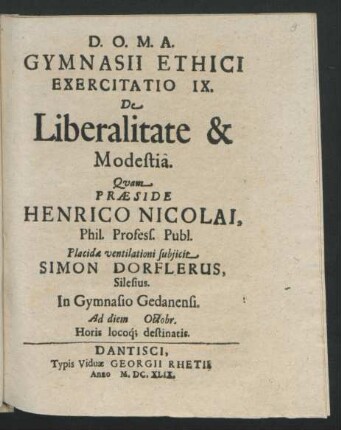 D. O. M. A.
GYMNASII ETHICI
EXERCITATIO IX.
De
Liberalitate &
Modestiâ.
Qvam
PRÆSIDE
HENRICO NICOLAI,
Phil. Profess. Publ.
Placidæ ventilationi subjicit
SIMON DORFLERUS,
Silesius.
In Gymnasio Gedanensi.
Ad diem Octobr.
Horis locoq; destinatis.
DANTISCI,
Typis Viduæ GEORGII RHETII
Anno M. DC. XLIX.